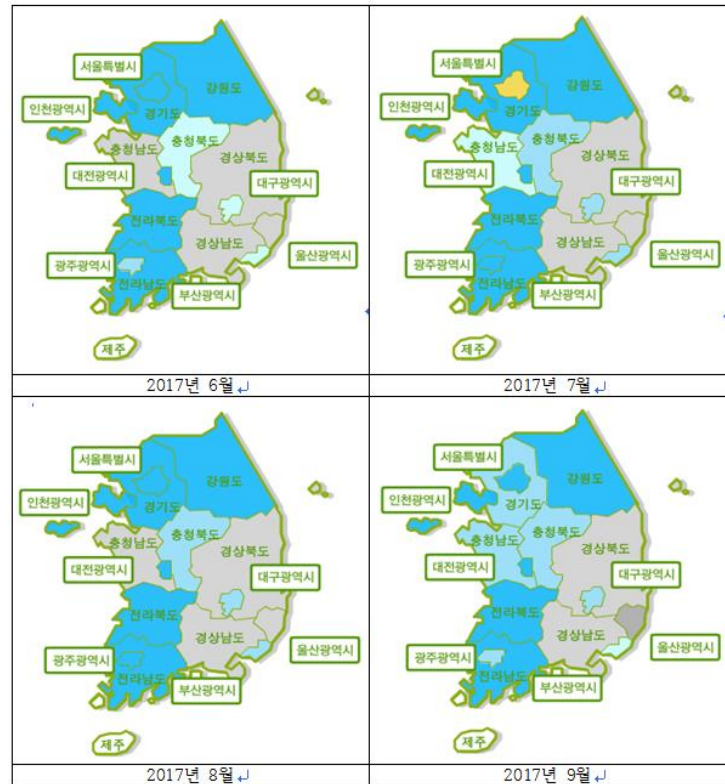 서울특별시
강원도
인천광역시
경기도
충청북도
충청남도
경상북도
대전광역시
대구광역시
전라북도
경상남도
울산광역시
광주광역시
전라남도
부산광역시
제주
2017년 6월
서울특별시
강원도
인천광역시
경기도
충청북도
충청남도
경상북도
대전광역시
대구광역시
전라북도
경상남도
울산광역시
광주광역시
전라남도
부산광역시
제주
2017년 7월
서울특별시
강원도
인천광역시
경기도
충청북도
충청남도
경상북도
대전광역시
대구광역시
전라북도
경상남도
울산광역시
광주광역시
전라남도
부산광역시
제주
2017년 8월
서울특별시
강원도
인천광역시
경기도
충청북도
충청남도
경상북도
대전광역시
대구광역시
전라북도
경상남도
울산광역시
광주광역시
전라남도
부산광역시
제주
2017년 9월